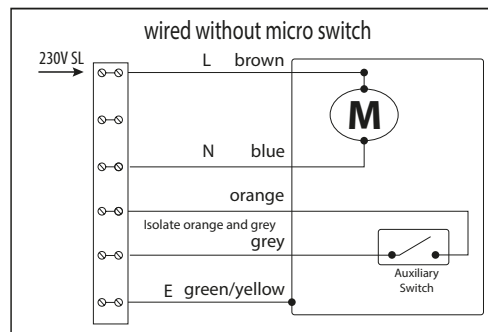 wired without micro switch
230V SL
L brown
M
N blue
orange
Isolate orange and grey
grey
Auxiliary
Switch
E green/yellow